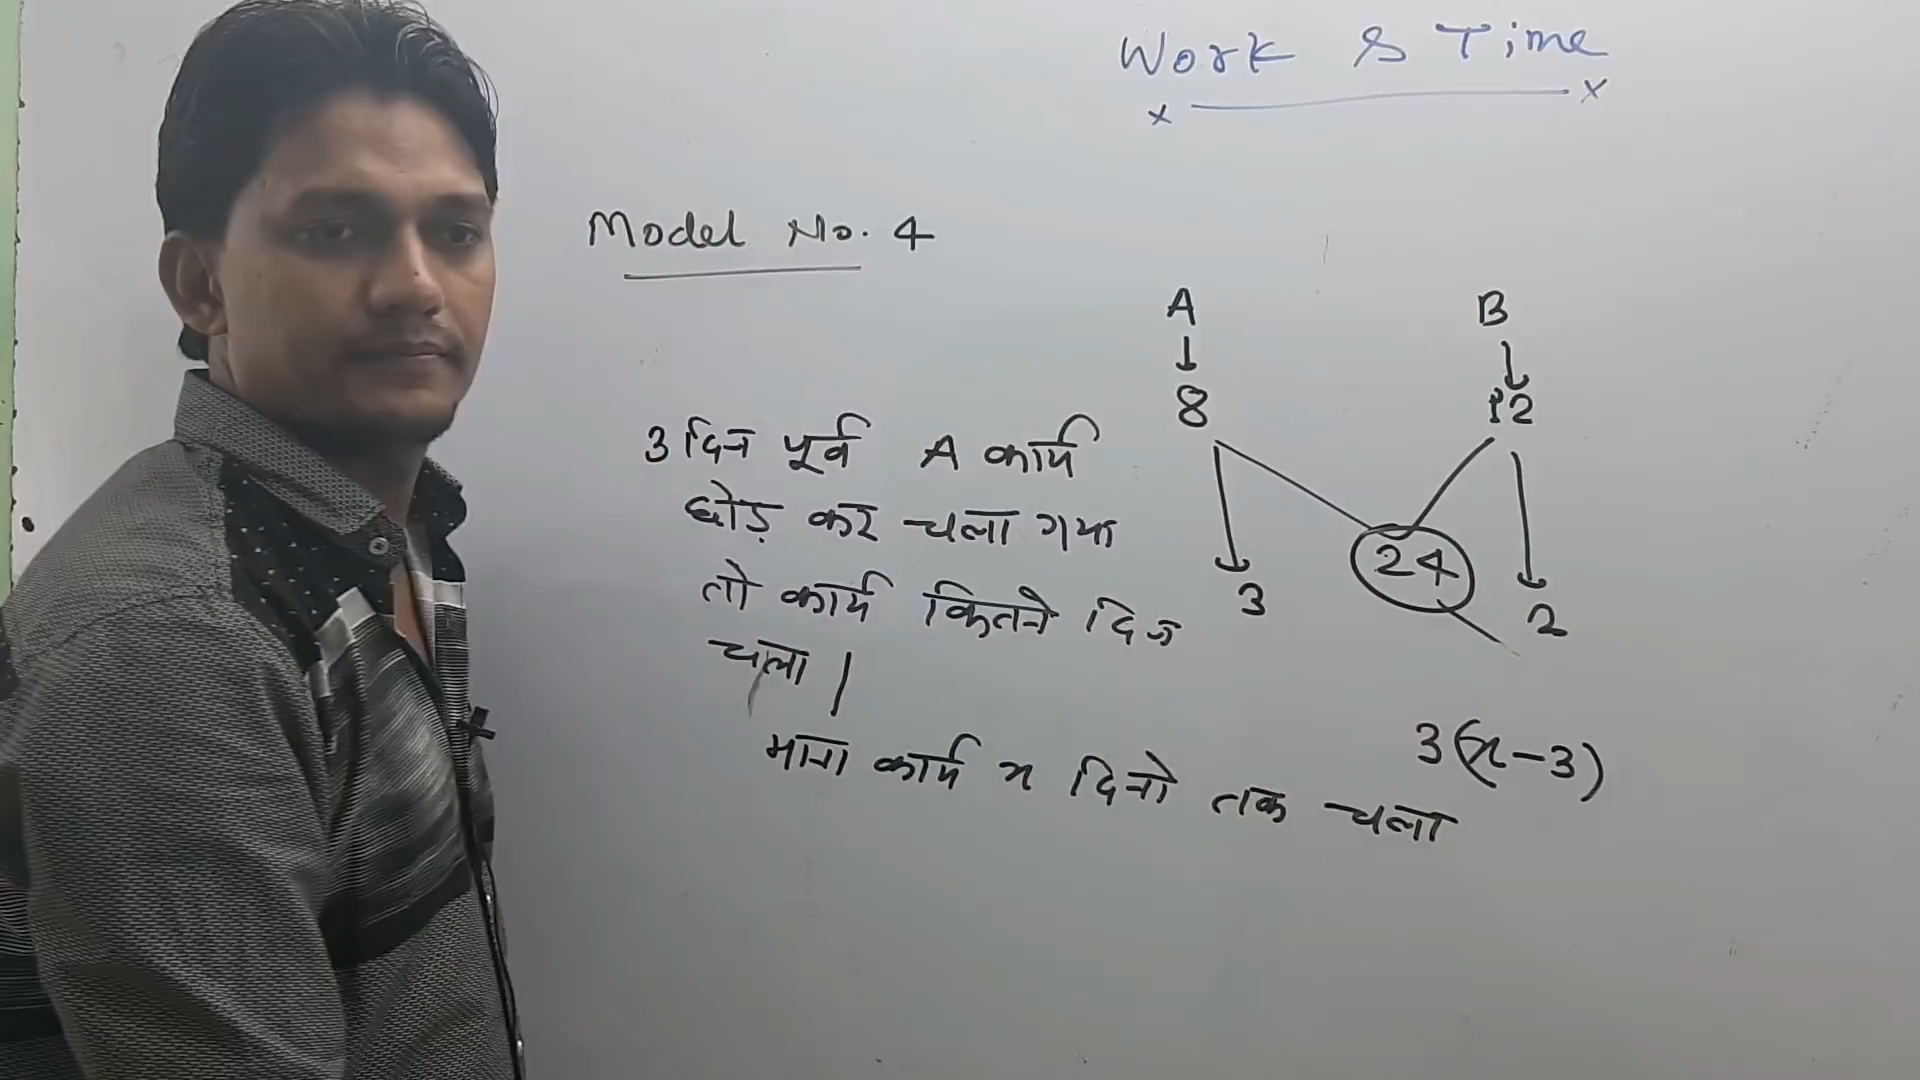 Work & Time
x x
Model No. 4
A B
8 12
3 दिन पूर्व A कार्य
छोड़ कर चला गया
तो कार्य कितने दिन
चला |
24
3 2
3(x-3)
माना कार्य x दिनो तक चला